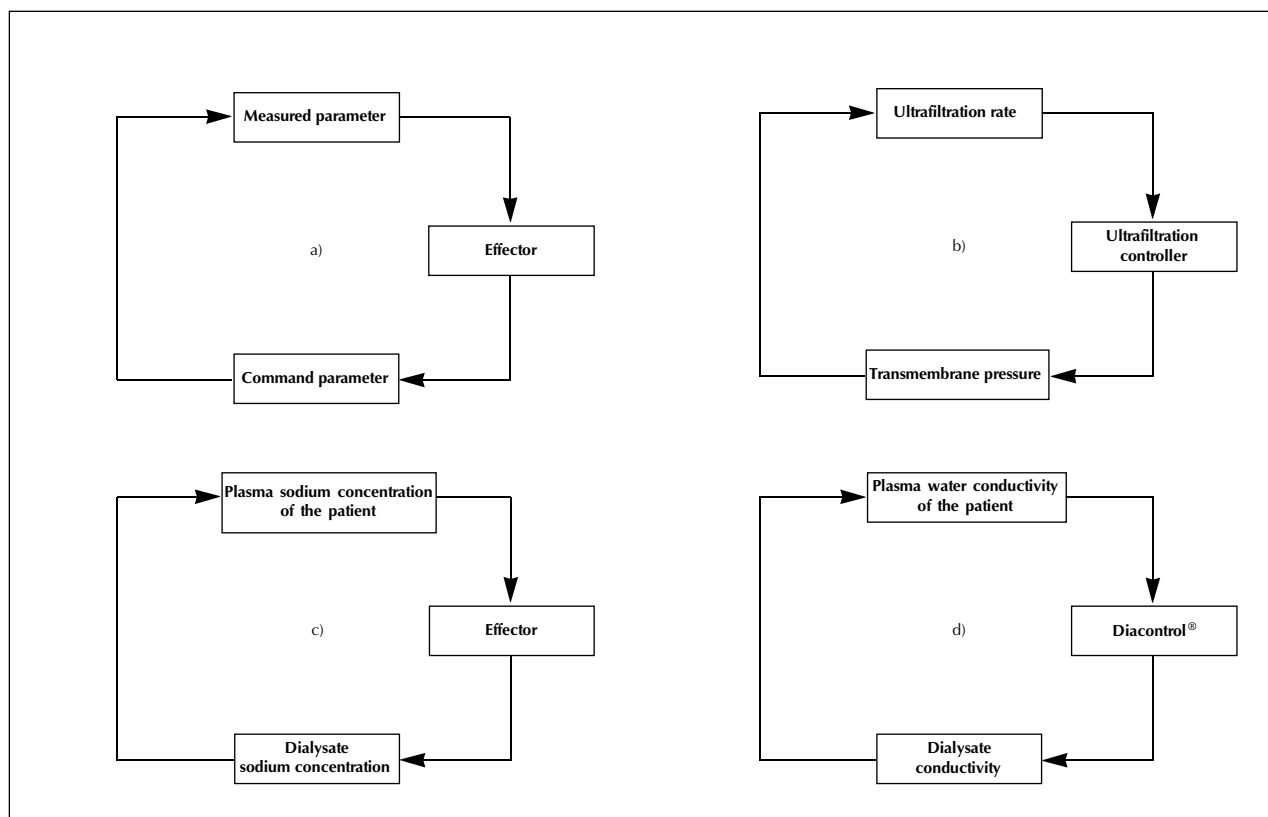 Measured parameter
Effector
a)
Command parameter
Ultrafiltration rate
Ultrafiltration
controller
b)
Transmembrane pressure
Plasma sodium concentration
of the patient
Effector
c)
Dialysate
sodium concentration
Plasma water conductivity
of the patient
Diacontrol®
d)
Dialysate
conductivity